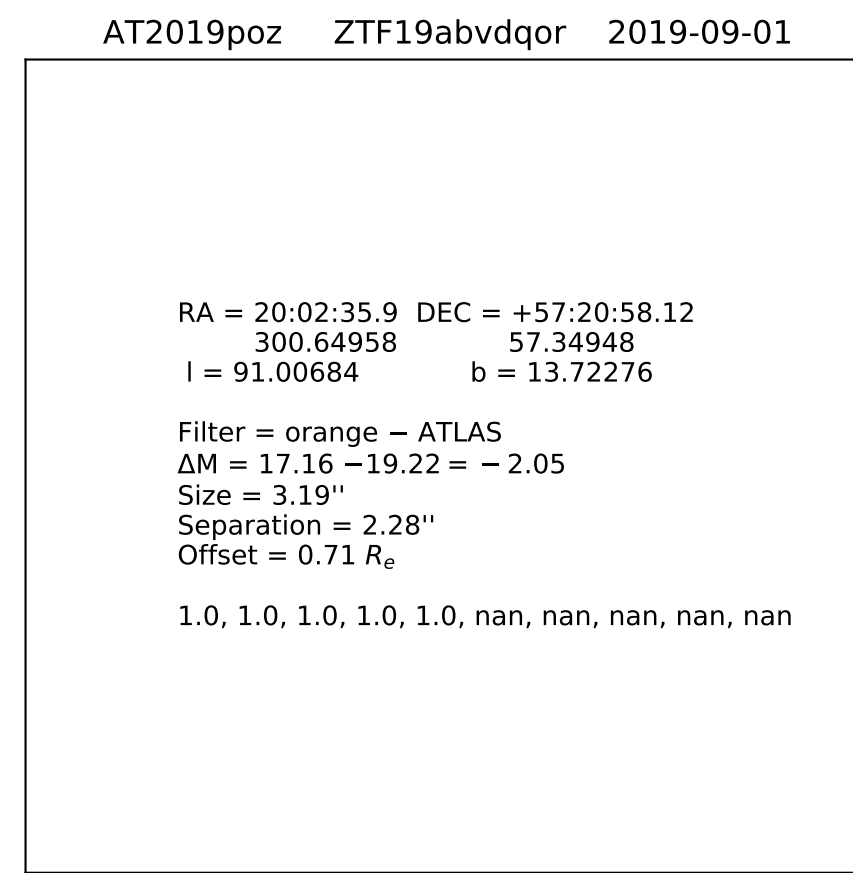 AT2019poz ZTF19abvdqor 2019-09-01
RA = 20:02:35.9 DEC = +57:20:58.12
300.64958 57.34948
l = 91.00684 b = 13.72276
Filter = orange − ATLAS
ΔM = 17.16 −19.22 = − 2.05
Size = 3.19''
Separation = 2.28''
Offset = 0.71 Re
1.0, 1.0, 1.0, 1.0, 1.0, nan, nan, nan, nan, nan